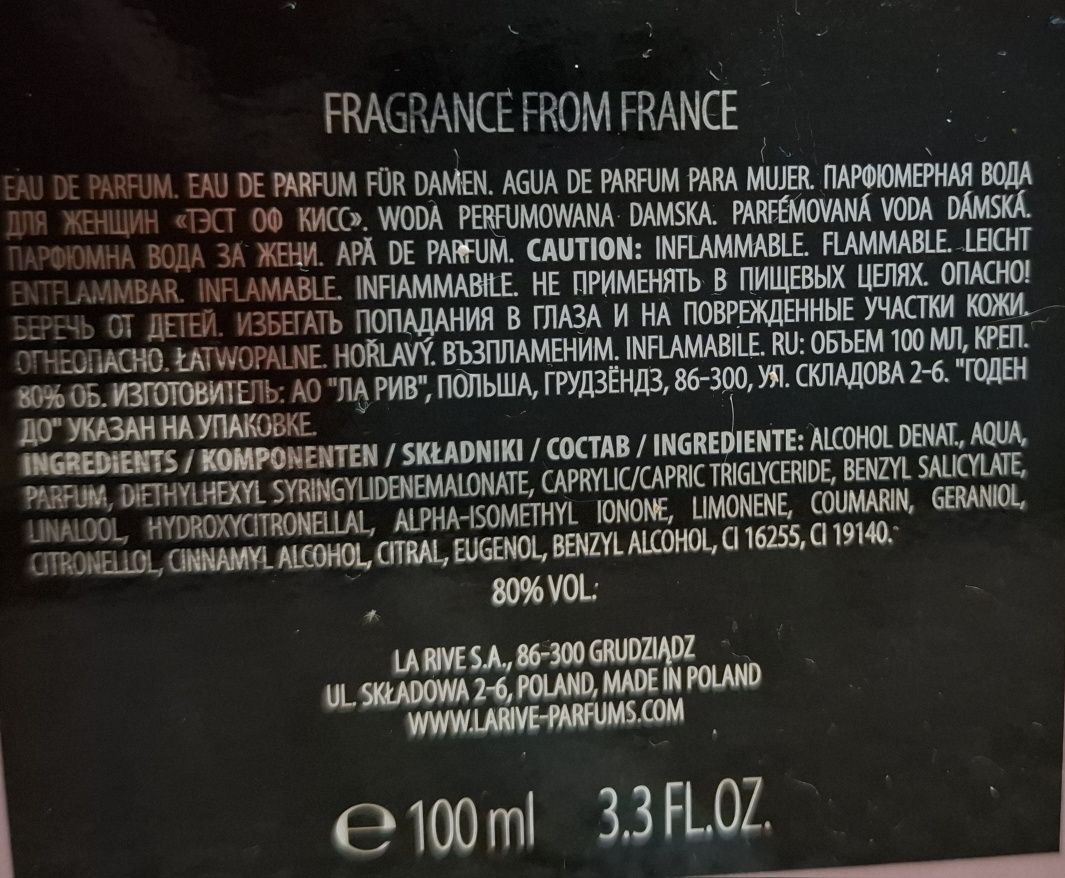 FRAGRANCE FROM FRANCE
EAU DE PARFUM. EAU DE PARFUM FÜR DAMEN. AGUA DE PARFUM PARA MUJER. ПАРФЮМЕРНАЯ ВОДА
ДЛЯ ЖЕНЩИН «ТЭСТ ОФ КИСС». WODA PERFUMOWANA DAMSKA. PARFÉMOVANÁ VODA DÁMSKÁ.
ПАРФЮМНА ВОДА ЗА ЖЕНИ. APĂ DE PARFUM. CAUTION: INFLAMMABLE. FLAMMABLE. LEICHT
ENTFLAMMBAR. INFLAMABLE. INFIAMMABILE. НЕ ПРИМЕНЯТЬ В ПИЩЕВЫХ ЦЕЛЯХ. ОПАСНО!
БЕРЕЧЬ ОТ ДЕТЕЙ. ИЗБЕГАТЬ ПОПАДАНИЯ В ГЛАЗА И НА ПОВРЕЖДЕННЫЕ УЧАСТКИ КОЖИ.
ОГНЕОПАСНО. ŁATWOPALNE. HOŘLAVÝ. ВЪЗПЛАМЕНИМ. INFLAMABILE. RU: ОБЪЕМ 100 МЛ, КРЕП.
80% ОБ. ИЗГОТОВИТЕЛЬ: АО "ЛА РИВ", ПОЛЬША, ГРУДЗЁНДЗ, 86-300, УЛ. СКЛАДОВА 2-6. "ГОДЕН
ДО" УКАЗАН НА УПАКОВКЕ.
INGREDIENTS / KOMPONENTEN / SKŁADNIKI / СОСТАВ / INGREDIENTE: ALCOHOL DENAT., AQUA,
PARFUM, DIETHYLHEXYL SYRINGYLIDENEMALONATE, CAPRYLIC/CAPRIC TRIGLYCERIDE, BENZYL SALICYLATE,
LINALOOL, HYDROXYCITRONELLAL, ALPHA-ISOMETHYL IONONE, LIMONENE, COUMARIN, GERANIOL,
CITRONELLOL, CINNAMYL ALCOHOL, CITRAL, EUGENOL, BENZYL ALCOHOL, CI 16255, CI 19140.
80% VOL.
LA RIVE S.A., 86-300 GRUDZIĄDZ
UL. SKŁADOWA 2-6, POLAND, MADE IN POLAND
WWW.LARIVE-PARFUMS.COM
e 100 ml 3.3 FL.OZ.